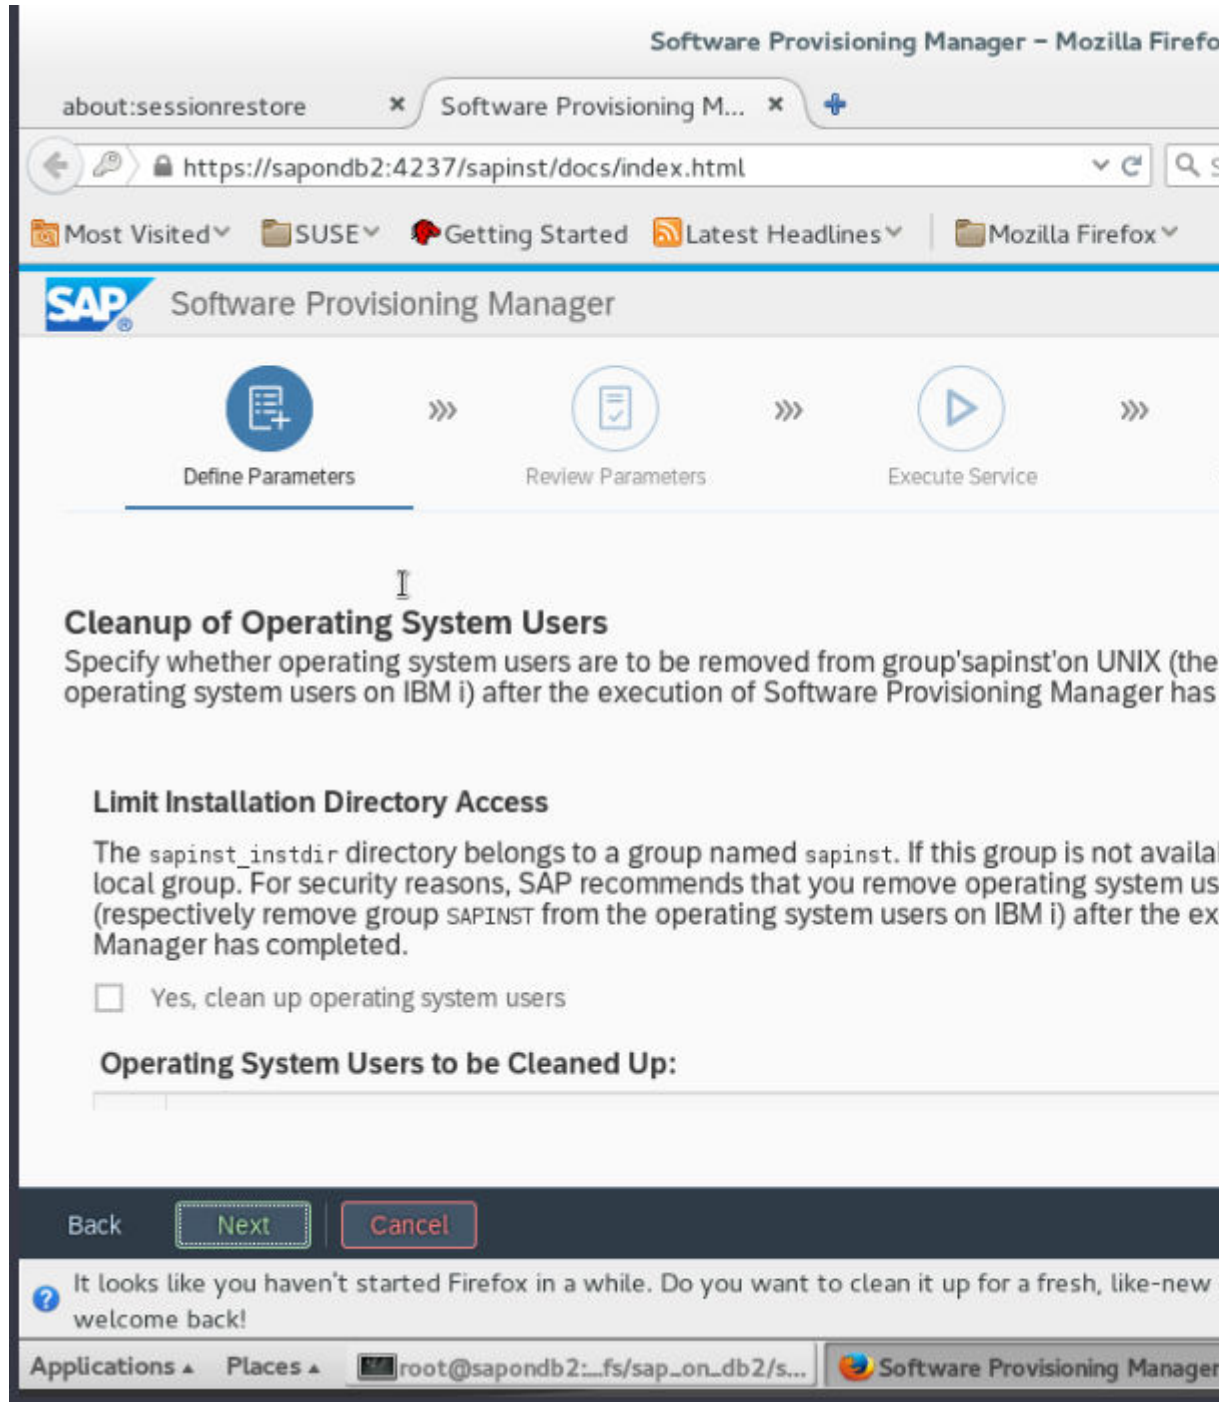 Software Provisioning Manager – Mozilla Firefo
about:sessionrestore
Software Provisioning M...
https://sapondb2:4237/sapinst/docs/index.html
Most Visited
SUSE
Getting Started
Latest Headlines
Mozilla Firefox
SAP®
Software Provisioning Manager
Define Parameters
Review Parameters
Execute Service
Cleanup of Operating System Users
Specify whether operating system users are to be removed from group'sapinst'on UNIX (the
operating system users on IBM i) after the execution of Software Provisioning Manager has
Limit Installation Directory Access
The sapinst_instdir directory belongs to a group named sapinst. If this group is not availa
local group. For security reasons, SAP recommends that you remove operating system us
(respectively remove group SAPINST from the operating system users on IBM i) after the ex
Manager has completed.
Yes, clean up operating system users
Operating System Users to be Cleaned Up:
Back
Next
Cancel
It looks like you haven't started Firefox in a while. Do you want to clean it up for a fresh, like-new
welcome back!
Applications
Places
root@sapondb2:...fs/sap_on_db2/s...
Software Provisioning Manager